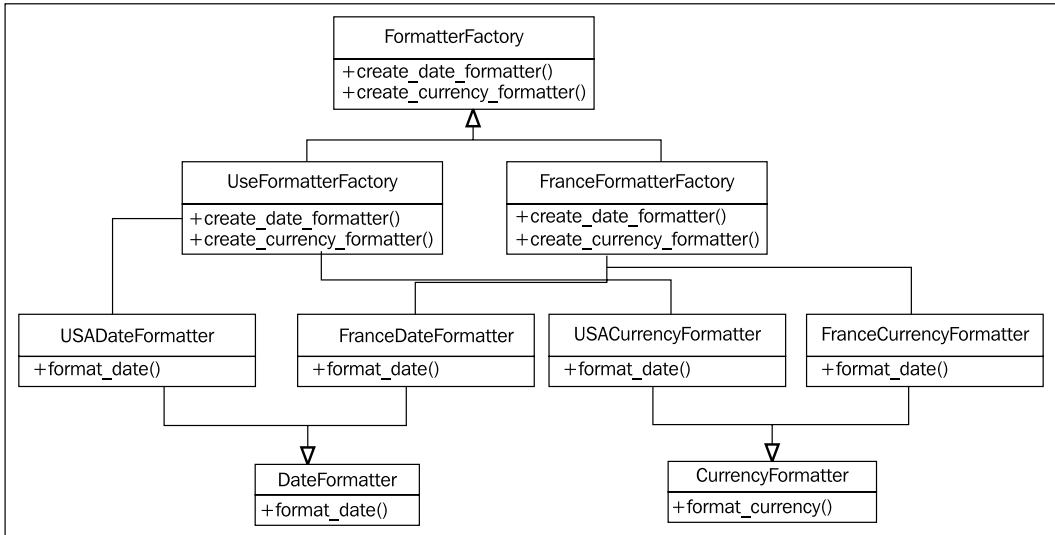 FormatterFactory
+create_date_formatter()
+create_currency_formatter()
UseFormatterFactory
+create_date_formatter()
+create_currency_formatter()
FranceFormatterFactory
+create_date_formatter()
+create_currency_formatter()
USADateFormatter
+format_date()
FranceDateFormatter
+format_date()
USACurrencyFormatter
+format_date()
FranceCurrencyFormatter
+format_date()
DateFormatter
+format_date()
CurrencyFormatter
+format_currency()